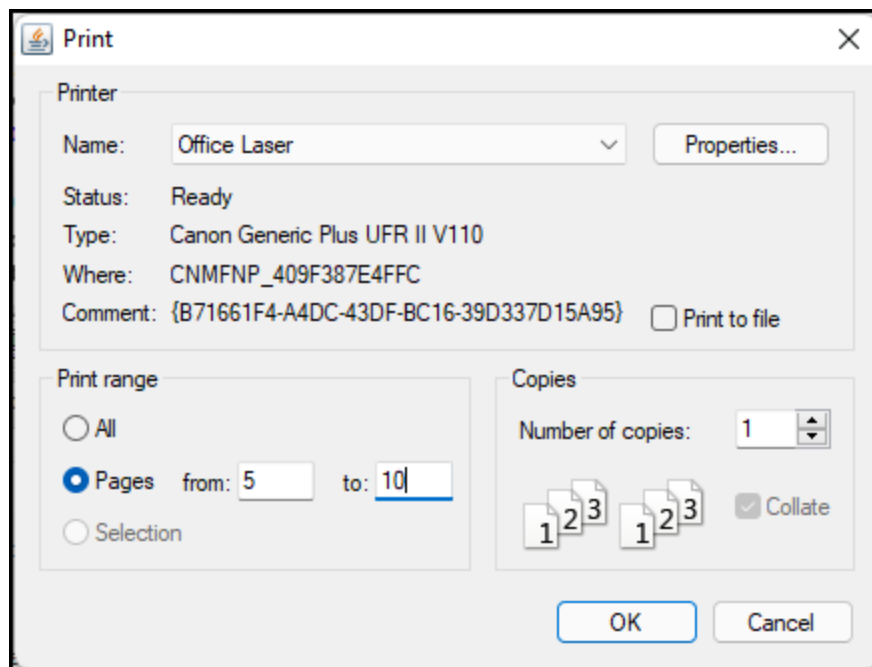 Print
Printer
Name: Office Laser Properties...
Status: Ready
Type: Canon Generic Plus UFR II V110
Where: CNMFNP_409F387E4FFC
Comment: {B71661F4-A4DC-43DF-BC16-39D337D15A95} Print to file
Print range
All
Pages from: 5 to: 10
Selection
Copies
Number of copies: 1
1 2 3 1 2 3 Collate
OK Cancel